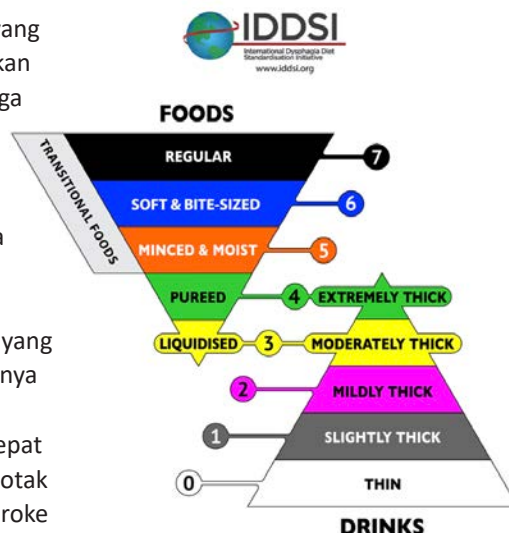 rang
kan
ga
a
yang
nya
epat
otak
roke
IDDSI
International Dysphagia Diet
Standardisation Initiative
www.iddsi.org
FOODS
TRANSITIONAL FOODS
REGULAR 7
SOFT & BITE-SIZED 6
MINCED & MOIST 5
PUREED 4 EXTREMELY THICK
LIQUIDISED 3 MODERATELY THICK
2 MILDLY THICK
1 SLIGHTLY THICK
0 THIN
DRINKS